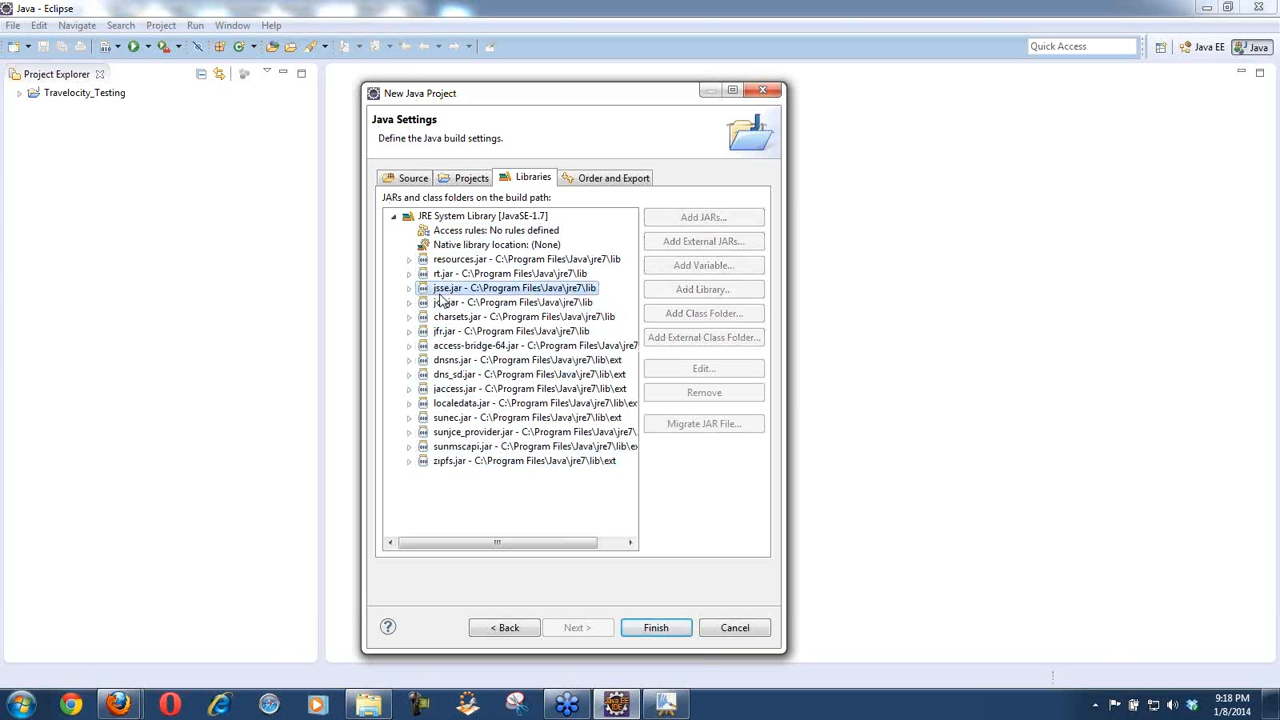 Java - Eclipse
File Edit Navigate Search Project Run Window Help
Quick Access
Java EE
Java
Project Explorer
Travelocity_Testing
New Java Project
Java Settings
Define the Java build settings.
Source Projects Libraries Order and Export
JARs and class folders on the build path:
JRE System Library [JavaSE-1.7]
Access rules: No rules defined
Native library location: (None)
resources.jar - C:\Program Files\Java\jre7\lib
rt.jar - C:\Program Files\Java\jre7\lib
jsse.jar - C:\Program Files\Java\jre7\lib
- C:\Program Files\Java\jre7\lib
charsets.jar - C:\Program Files\Java\jre7\lib
jfr.jar - C:\Program Files\Java\jre7\lib
access-bridge-64.jar - C:\Program Files\Java\jre7
dnsns.jar - C:\Program Files\Java\jre7\lib\ext
dns_sd.jar - C:\Program Files\Java\jre7\lib\ext
jaccess.jar - C:\Program Files\Java\jre7\lib\ext
localedata.jar - C:\Program Files\Java\jre7\lib\ex
sunec.jar - C:\Program Files\Java\jre7\lib\ext
sunjce_provider.jar - C:\Program Files\Java\jre7\
sunmscapi.jar - C:\Program Files\Java\jre7\lib\ex
zipfs.jar - C:\Program Files\Java\jre7\lib\ext
Add JARs...
Add External JARs...
Add Variable...
Add Library...
Add Class Folder...
Add External Class Folder...
Edit...
Remove
Migrate JAR File...
< Back Next > Finish Cancel
9:18 PM
1/8/2014